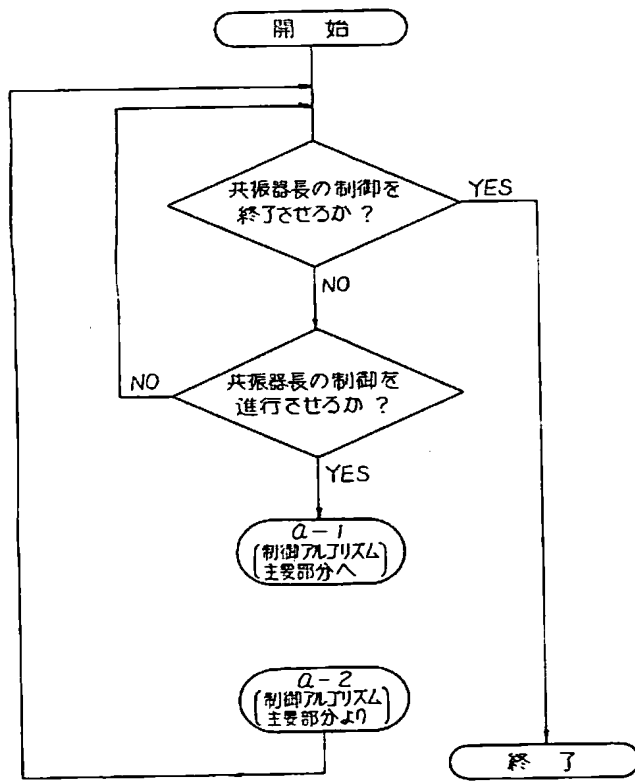 開始
共振器長の制御を
終了させるか?
YES
NO
共振器長の制御を
進行させるか?
NO
YES
a-1
(制御アルゴリズム
主要部分へ)
a-2
(制御アルゴリズム
主要部分より)
終了